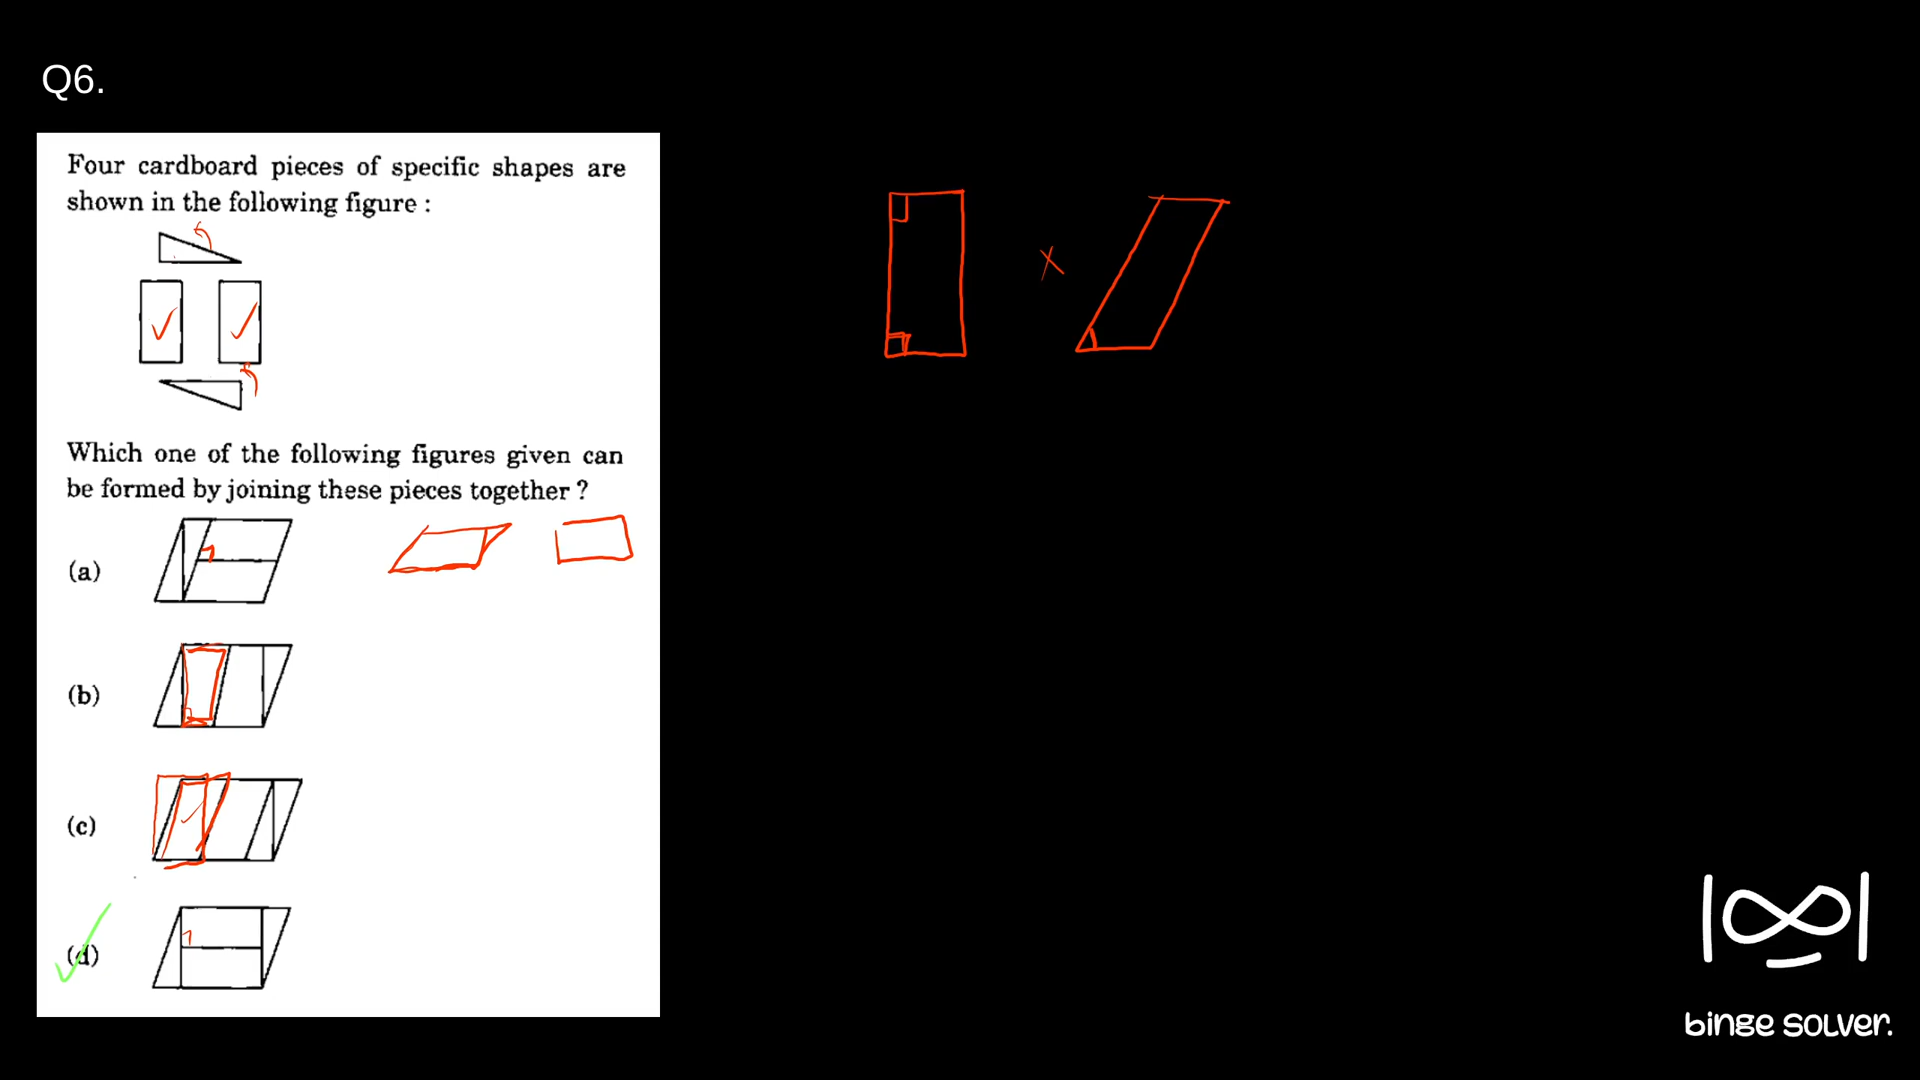 Q6.
Four cardboard pieces of specific shapes are
shown in the following figure :
Which one of the following figures given can
be formed by joining these pieces together ?
(a)
(b)
(c)
(d)
binge solver.